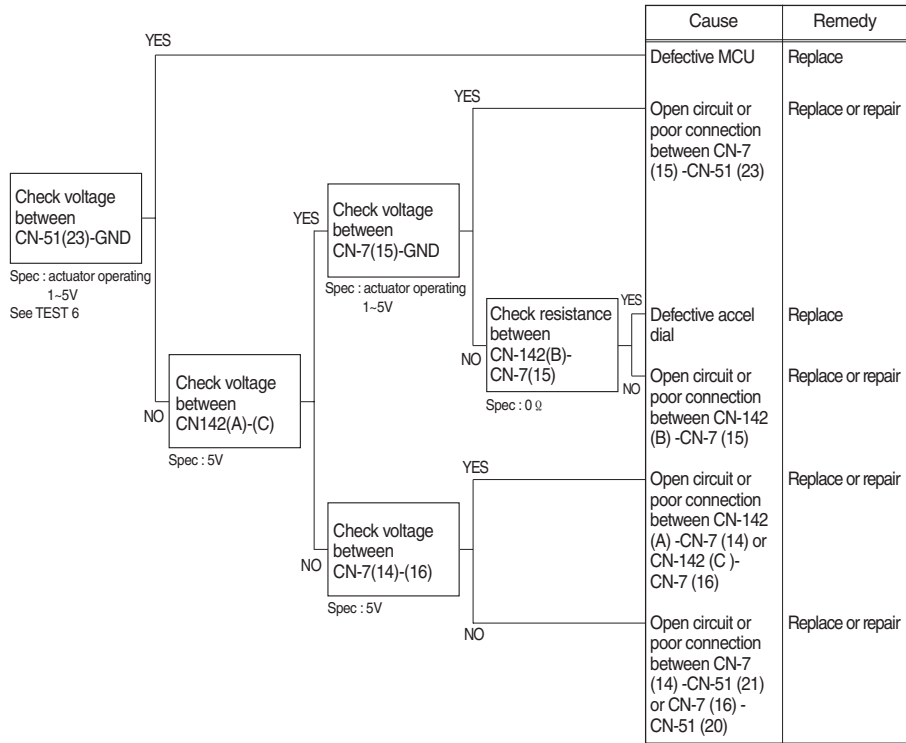 Cause Remedy
YES
Defective MCU Replace
YES
Open circuit or Replace or repair
poor connection
between CN-7
(15) -CN-51 (23)
Check voltage
between
CN-51(23)-GND
Spec : actuator operating
1~5V
See TEST 6
YES
Check voltage
between
CN-7(15)-GND
Spec : actuator operating
1~5V
NO
Check resistance
between
CN-142(B)-
CN-7(15)
Spec : 0 Ω
YES
Defective accel Replace
dial
NO
Open circuit or Replace or repair
poor connection
between CN-142
(B) -CN-7 (15)
NO
Check voltage
between
CN142(A)-(C)
Spec : 5V
YES
Open circuit or Replace or repair
poor connection
between CN-142
(A) -CN-7 (14) or
CN-142 (C )-
CN-7 (16)
NO
Check voltage
between
CN-7(14)-(16)
Spec : 5V
NO
Open circuit or Replace or repair
poor connection
between CN-7
(14) -CN-51 (21)
or CN-7 (16) -
CN-51 (20)